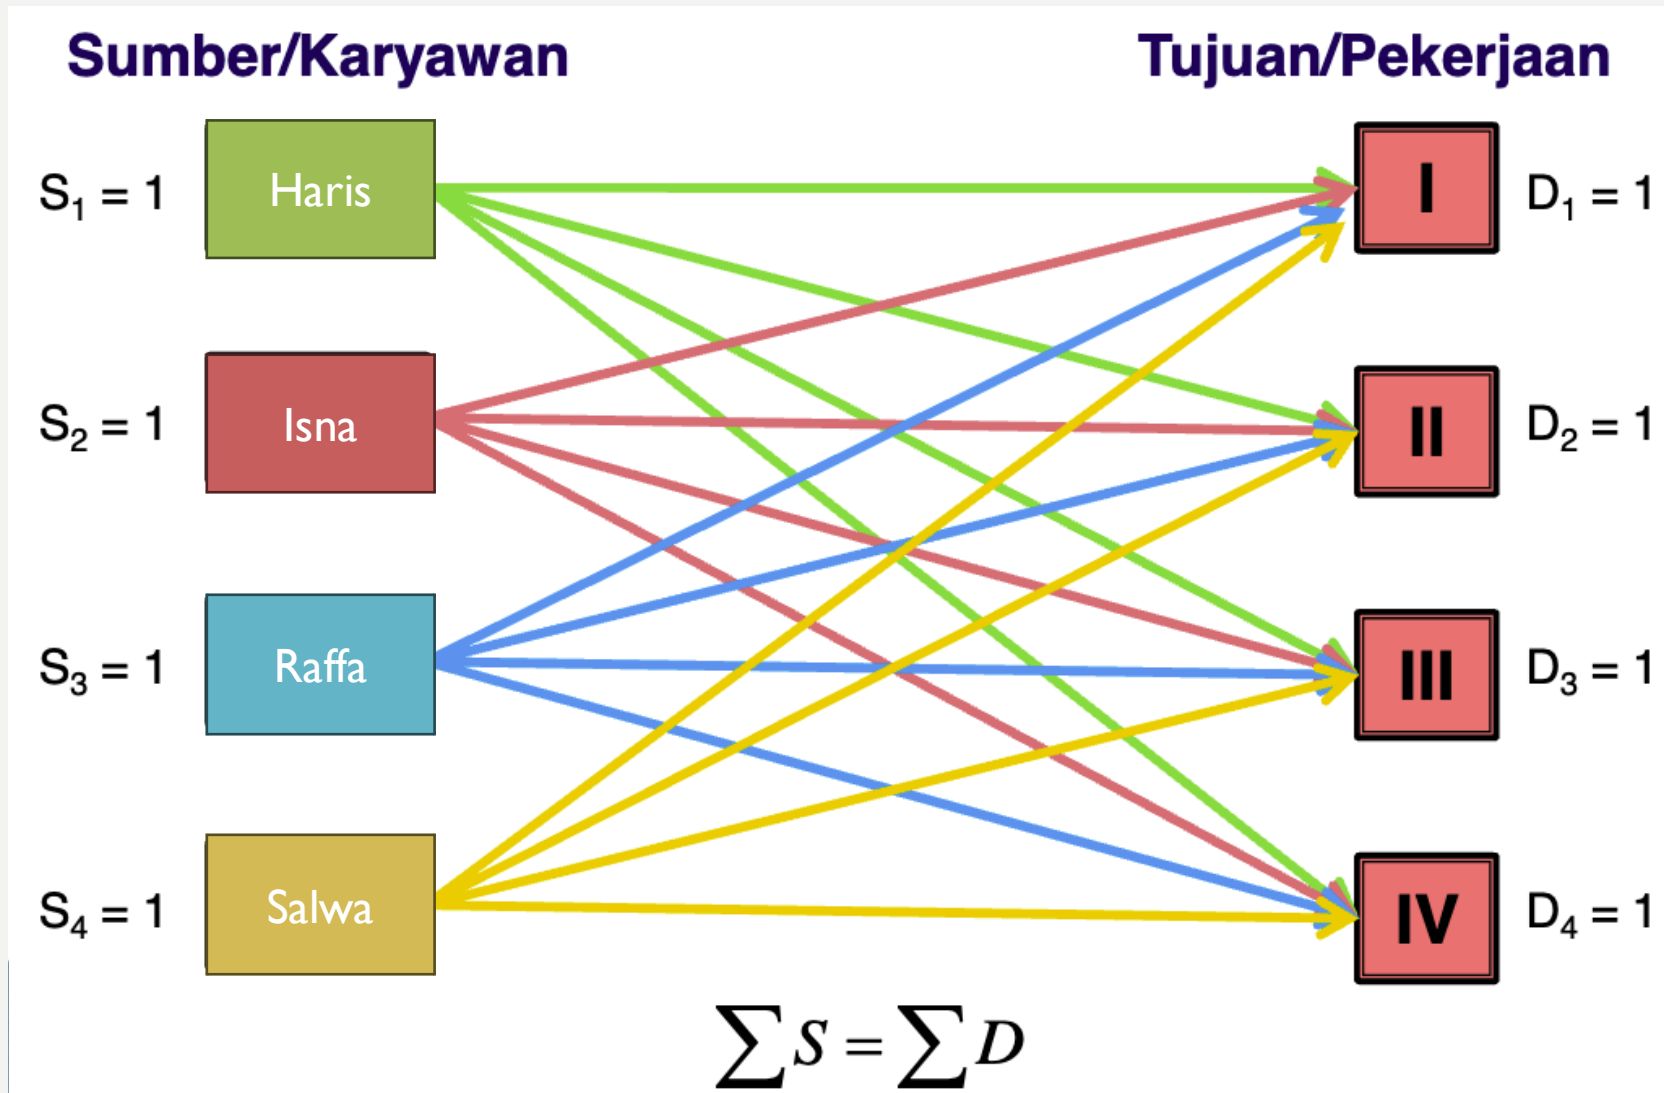 Sumber/Karyawan
Tujuan/Pekerjaan
S₁ = 1
Haris
I
D₁ = 1
S₂ = 1
Isna
II
D₂ = 1
S₃ = 1
Raffa
III
D₃ = 1
S₄ = 1
Salwa
IV
D₄ = 1
∑S = ∑D